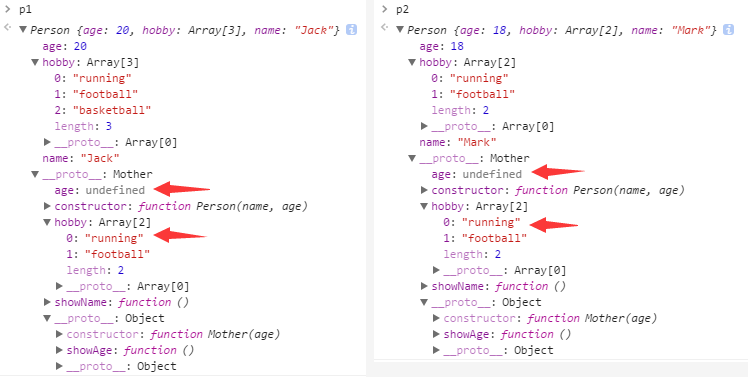 p1
Person {age: 20, hobby: Array[3], name: "Jack"}
age: 20
hobby: Array[3]
0: "running"
1: "football"
2: "basketball"
length: 3
__proto__: Array[0]
name: "Jack"
__proto__: Mother
age: undefined
constructor: function Person(name, age)
hobby: Array[2]
0: "running"
1: "football"
length: 2
__proto__: Array[0]
showName: function ()
__proto__: Object
constructor: function Mother(age)
showAge: function ()
__proto__: Object
p2
Person {age: 18, hobby: Array[2], name: "Mark"}
age: 18
hobby: Array[2]
0: "running"
1: "football"
length: 2
__proto__: Array[0]
name: "Mark"
__proto__: Mother
age: undefined
constructor: function Person(name, age)
hobby: Array[2]
0: "running"
1: "football"
length: 2
__proto__: Array[0]
showName: function ()
__proto__: Object
constructor: function Mother(age)
showAge: function ()
__proto__: Object